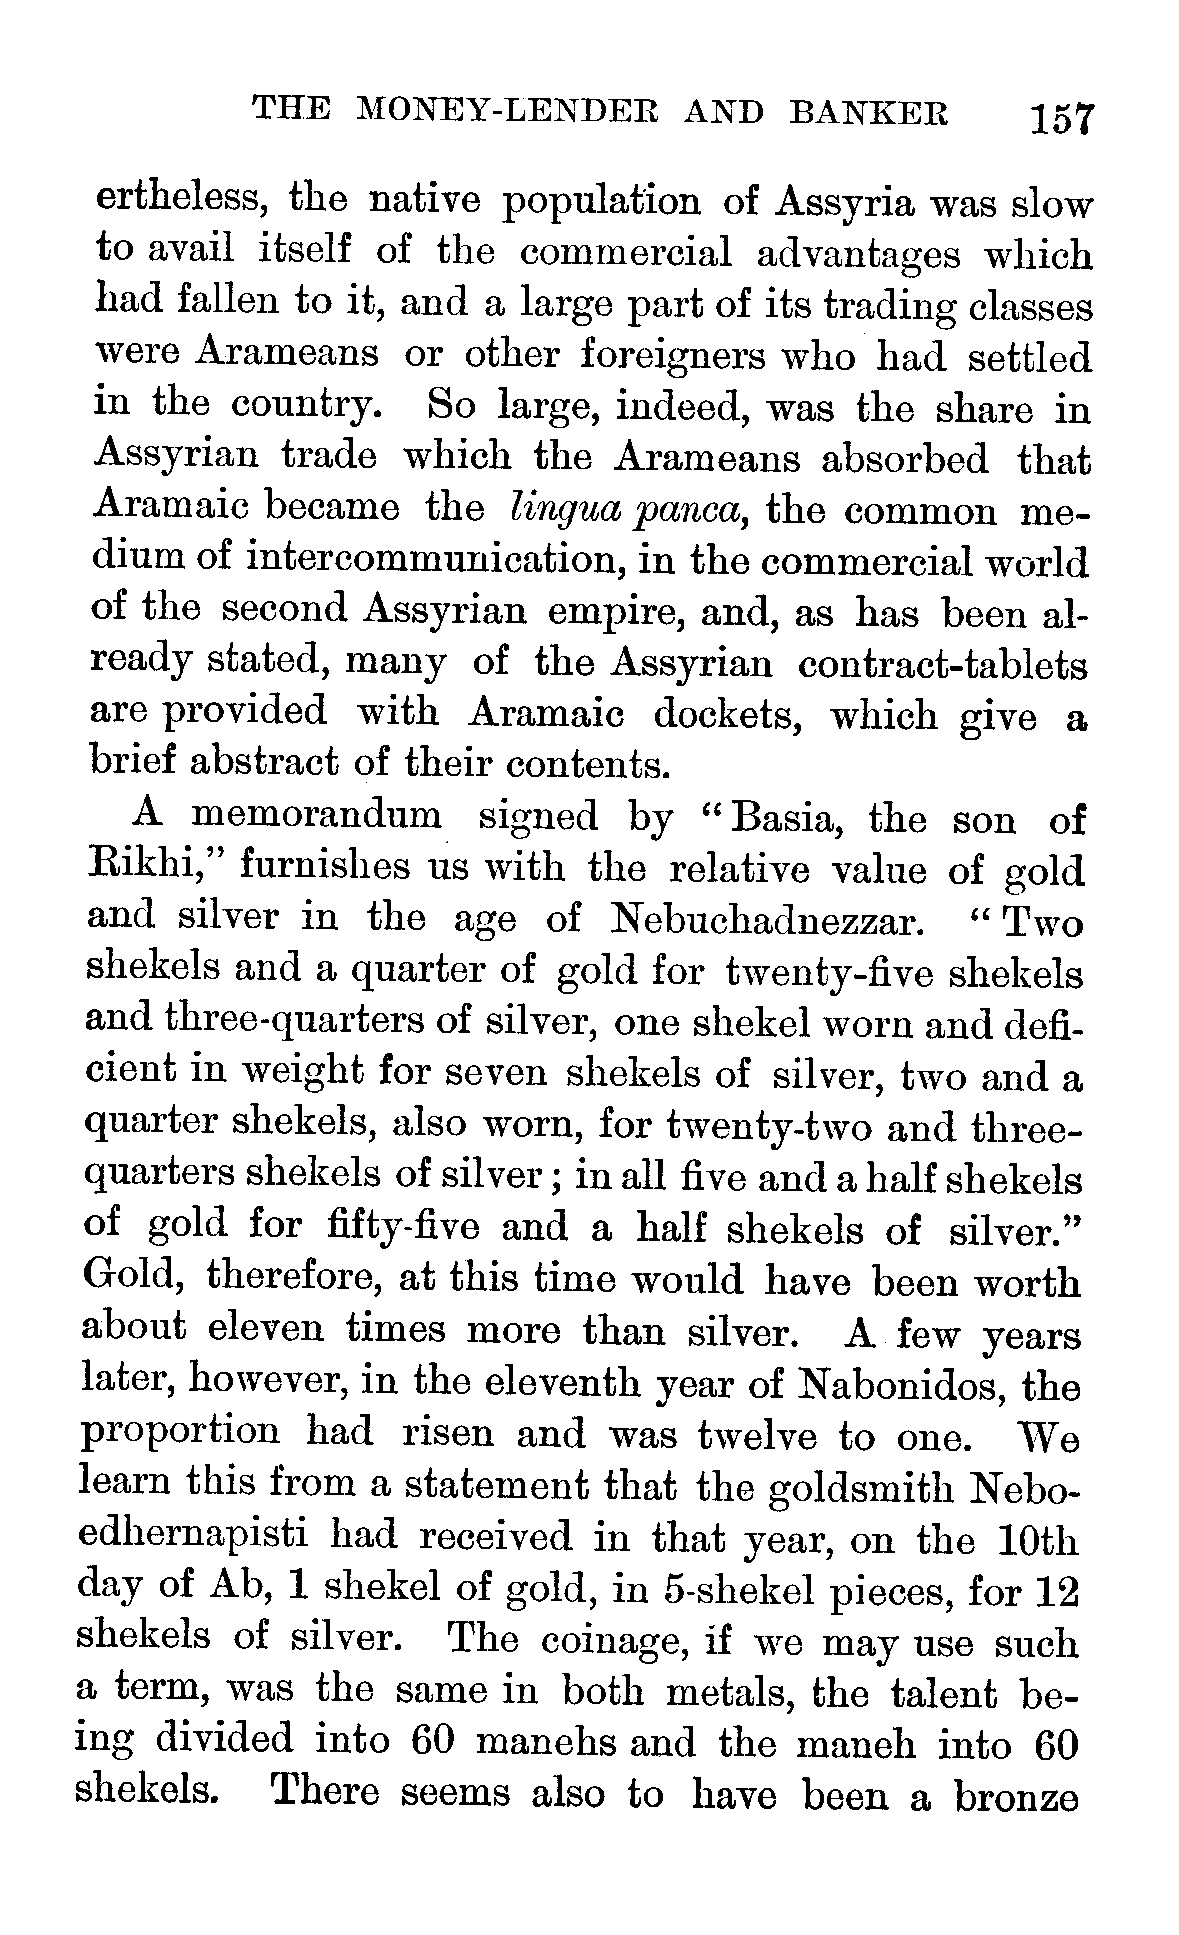 THE MONEY-LENDER AND BANKER 157
ertheless, the native population of Assyria was slow
to avail itself of the commercial advantages which
had fallen to it, and a large part of its trading classes
were Arameans or other foreigners who had settled
in the country. So large, indeed, was the share in
Assyrian trade which the Arameans absorbed that
Aramaic became the lingua panca, the common me-
dium of intercommunication, in the commercial world
of the second Assyrian empire, and, as has been al-
ready stated, many of the Assyrian contract-tablets
are provided with Aramaic dockets, which give a
brief abstract of their contents.
A memorandum signed by “Basia, the son of
Rikhi,” furnishes us with the relative value of gold
and silver in the age of Nebuchadnezzar. “Two
shekels and a quarter of gold for twenty-five shekels
and three-quarters of silver, one shekel worn and defi-
cient in weight for seven shekels of silver, two and a
quarter shekels, also worn, for twenty-two and three-
quarters shekels of silver; in all five and a half shekels
of gold for fifty-five and a half shekels of silver.”
Gold, therefore, at this time would have been worth
about eleven times more than silver. A few years
later, however, in the eleventh year of Nabonidos, the
proportion had risen and was twelve to one. We
learn this from a statement that the goldsmith Nebo-
edhernapisti had received in that year, on the 10th
day of Ab, 1 shekel of gold, in 5-shekel pieces, for 12
shekels of silver. The coinage, if we may use such
a term, was the same in both metals, the talent be-
ing divided into 60 manehs and the maneh into 60
shekels. There seems also to have been a bronze